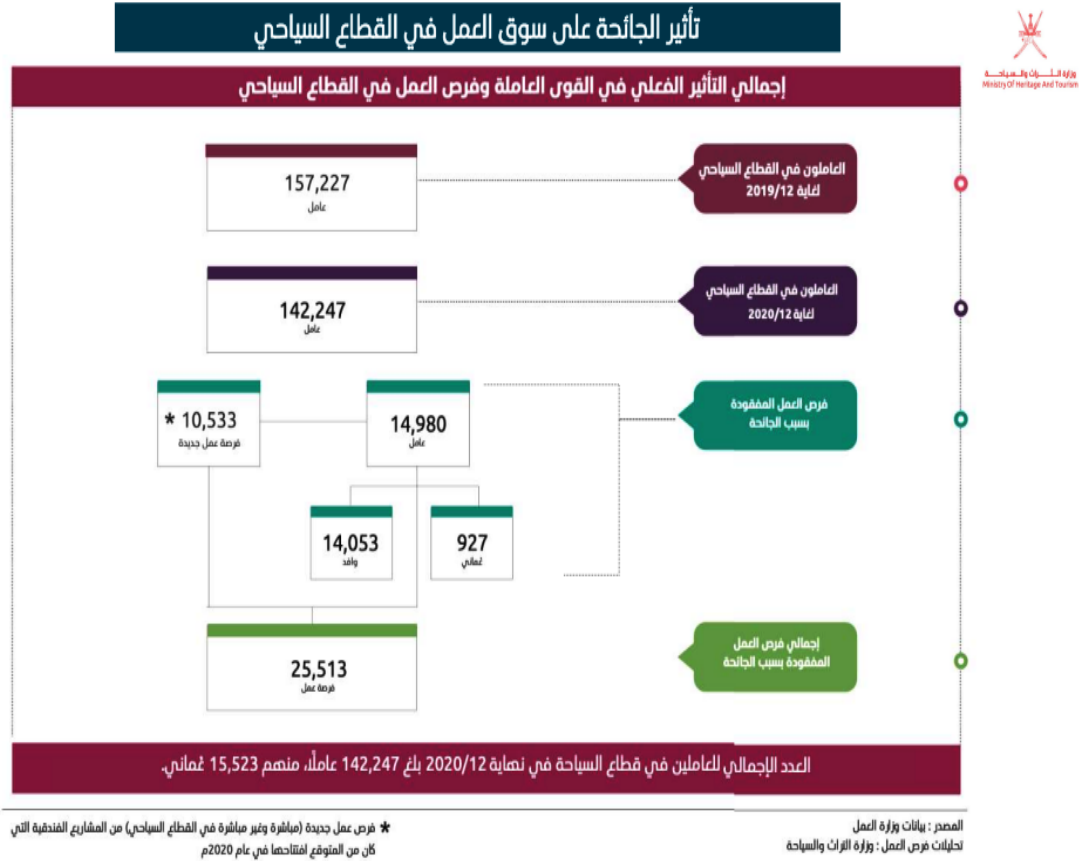 تأثير الجائحة على سوق العمل في القطاع السياحي
وزارة التـــراث والـسـيـاحـــة
Ministry Of Heritage And Tourism
إجمالي التأثير الفعلي في القوى العاملة وفرص العمل في القطاع السياحي
العاملون في القطاع السياحي
لغاية 2019/12
157,227
عامل
العاملون في القطاع السياحي
لغاية 2020/12
142,247
عامل
فرص العمل المفقودة
بسبب الجائحة
14,980
عامل
10,533 *
فرصة عمل جديدة
927
عُماني
14,053
وافد
إجمالي فرص العمل
المفقودة بسبب الجائحة
25,513
فرصة عمل
العدد الإجمالي للعاملين في قطاع السياحة في نهاية 2020/12 بلغ 142,247 عاملًا، منهم 15,523 عُماني.
المصدر : بيانات وزارة العمل
تحليلات فرص العمل : وزارة التراث والسياحة
* فرص عمل جديدة (مباشرة وغير مباشرة في القطاع السياحي) من المشاريع الفندقية التي
كان من المتوقع افتتاحها في عام 2020م